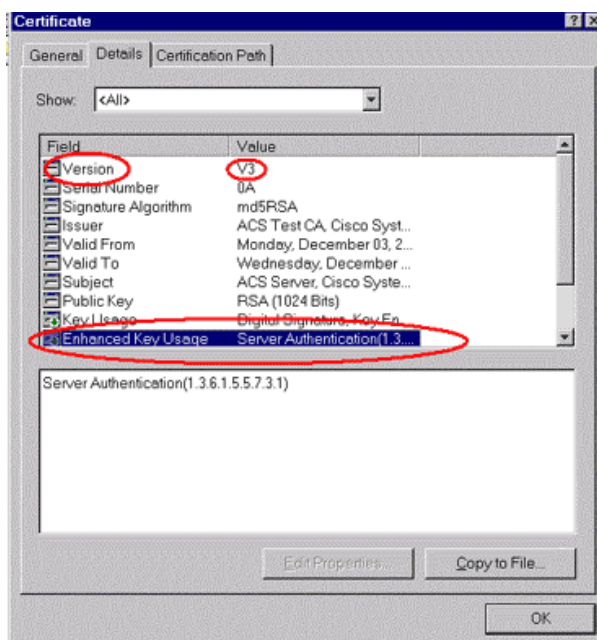 Certificate
General Details Certification Path
Show: <All>
Field Value
Version V3
Serial Number 0A
Signature Algorithm md5RSA
Issuer ACS Test CA, Cisco Syst...
Valid From Monday, December 03, 2...
Valid To Wednesday, December ...
Subject ACS Server, Cisco Syste...
Public Key RSA (1024 Bits)
Key Usage Digital Signature, Key En...
Enhanced Key Usage Server Authentication(1.3....
Server Authentication(1.3.6.1.5.5.7.3.1)
Edit Properties... Copy to File...
OK